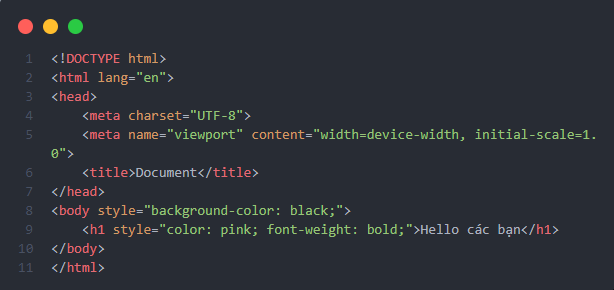 1 <!DOCTYPE html>
2 <html lang="en">
3 <head>
4     <meta charset="UTF-8">
5     <meta name="viewport" content="width=device-width, initial-scale=1.
0">
6     <title>Document</title>
7 </head>
8 <body style="background-color: black;">
9     <h1 style="color: pink; font-weight: bold;">Hello các bạn</h1>
10 </body>
11 </html>